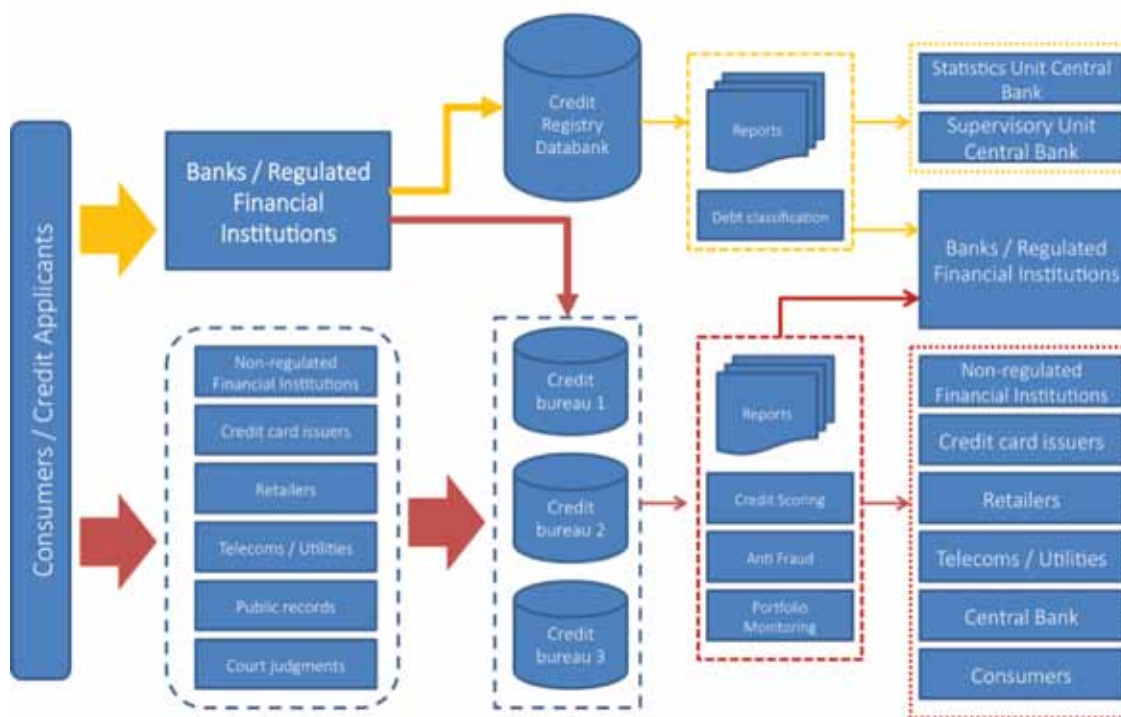 Consumers / Credit Applicants
Banks / Regulated
Financial
Institutions
Non-regulated
Financial Institutions
Credit card issuers
Retailers
Telecoms / Utilities
Public records
Court judgments
Credit
Registry
Databank
Credit
bureau 1
Credit
bureau 2
Credit
bureau 3
Reports
Debt classification
Reports
Credit Scoring
Anti Fraud
Portfolio
Monitoring
Statistics Unit Central
Bank
Supervisory Unit
Central Bank
Banks / Regulated
Financial Institutions
Non-regulated
Financial Institutions
Credit card issuers
Retailers
Telecoms / Utilities
Central Bank
Consumers